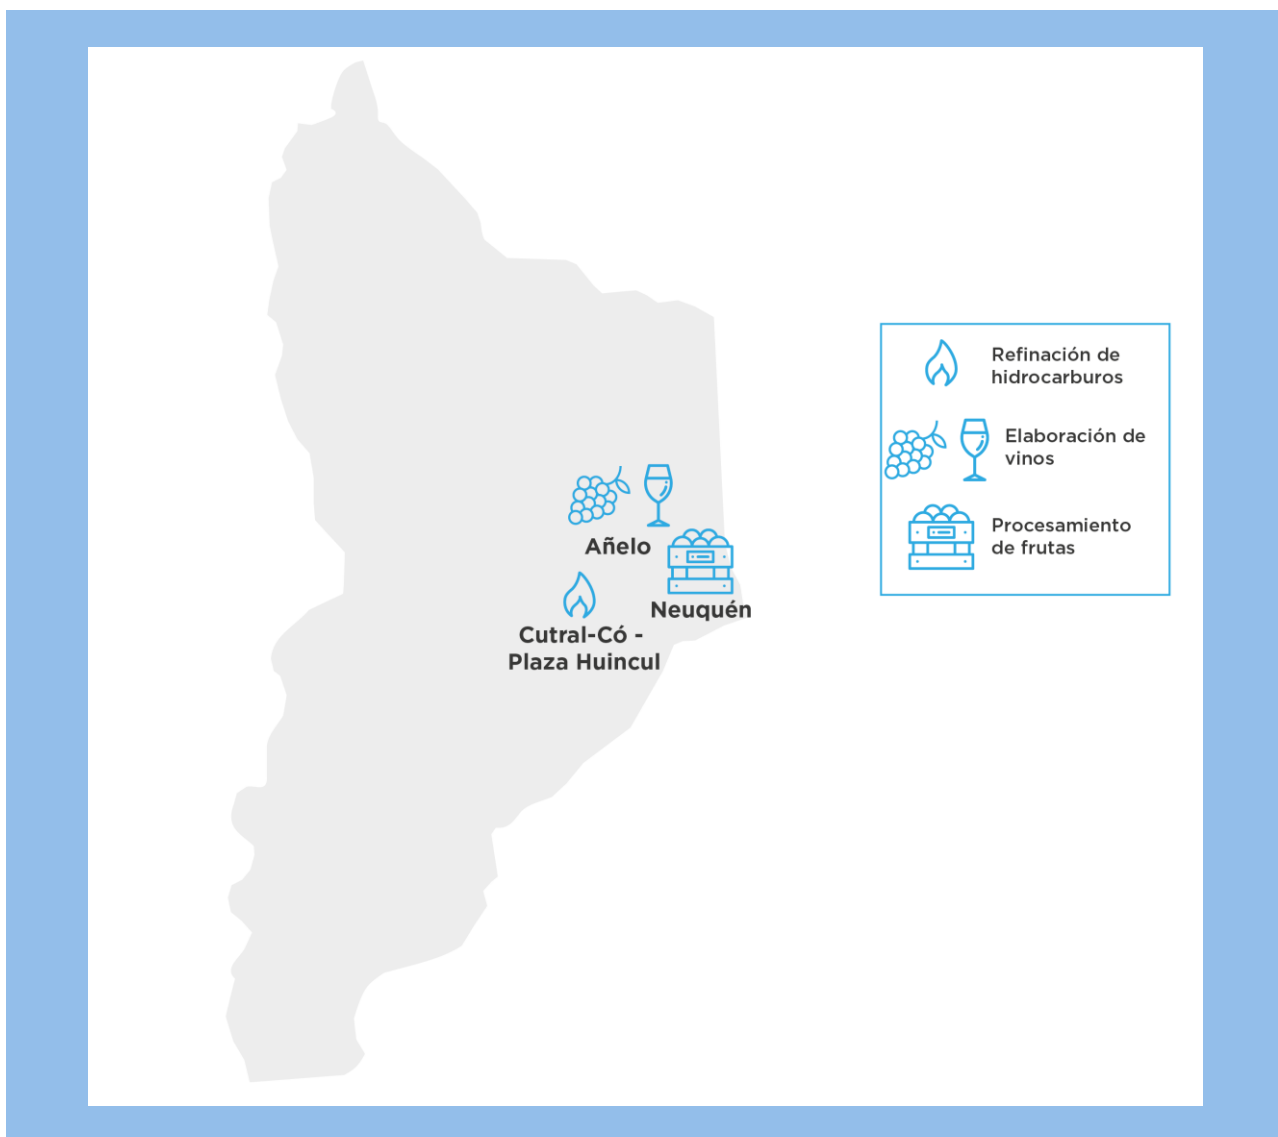 Refinación de
hidrocarburos
Elaboración de
vinos
Procesamiento
de frutas
Añelo
Neuquén
Cutral-Có -
Plaza Huincul